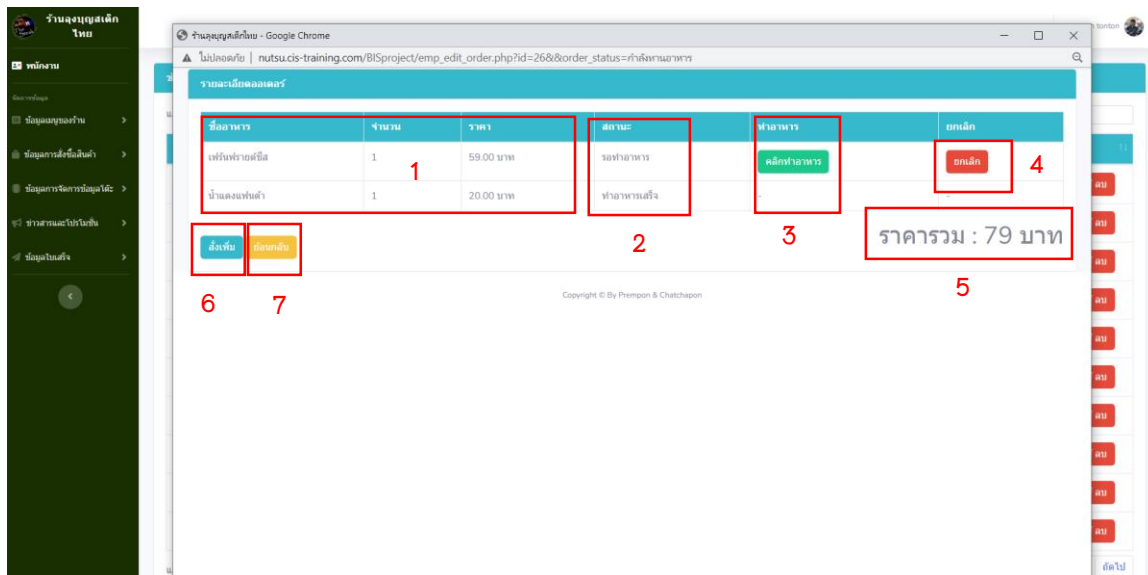 ร้านลุงบุญสเต็ก
ไทย
tonton
ร้านลุงบุญสเต็กไทย - Google Chrome
ไม่ปลอดภัย | nutsu.cis-training.com/BISproject/emp_edit_order.php?id=26&&order_status=กำลังทานอาหาร
พนักงาน
จัดการข้อมูล
ข้อมูลเมนูของร้าน
ข้อมูลการสั่งซื้อสินค้า
ข้อมูลการจัดการข้อมูลโต๊ะ
ข่าวสารและโปรโมชั่น
ข้อมูลใบเสร็จ
รายละเอียดออเดอร์
ชื่ออาหาร จำนวน ราคา สถานะ ทำอาหาร ยกเลิก
เฟร้นฟรายด์ชีส 1 59.00 บาท รอทำอาหาร คลิกทำอาหาร ยกเลิก
น้ำแดงแฟนต้า 1 20.00 บาท ทำอาหารเสร็จ - -
1
2
3
4
ราคารวม : 79 บาท
5
สั่งเพิ่ม ย้อนกลับ
6 7
Copyright © By Prempon & Chatchapon
ลบ
ลบ
ลบ
ลบ
ลบ
ลบ
ลบ
ลบ
ลบ
ลบ
ถัดไป